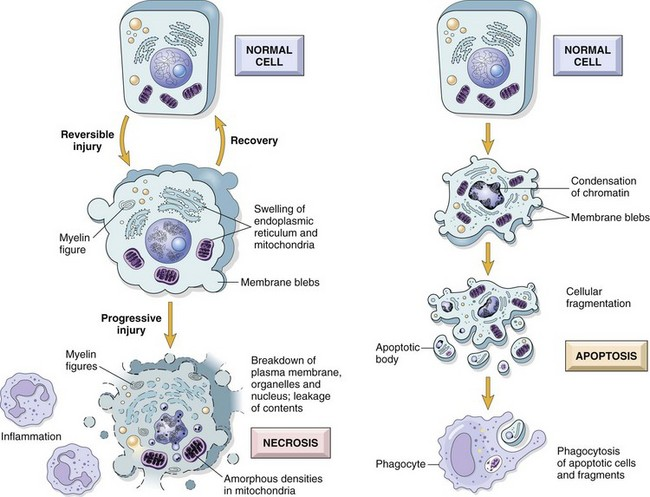 NORMAL
CELL
Reversible
injury
Recovery
Swelling of
endoplasmic
reticulum and
mitochondria
Myelin
figure
Membrane blebs
Progressive
injury
Myelin
figures
Breakdown of
plasma membrane,
organelles and
nucleus; leakage
of contents
Inflammation
NECROSIS
Amorphous densities
in mitochondria
NORMAL
CELL
Condensation
of chromatin
Membrane blebs
Cellular
fragmentation
Apoptotic
body
APOPTOSIS
Phagocyte
Phagocytosis
of apoptotic cells
and fragments